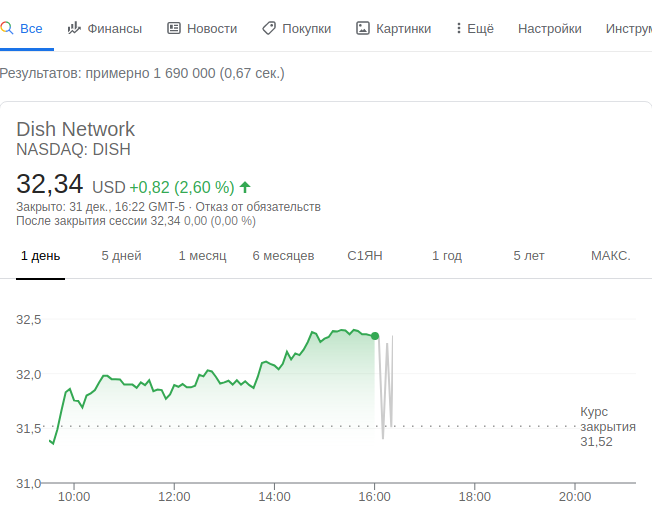 Все Финансы Новости Покупки Картинки Ещё Настройки Инструм
Результатов: примерно 1 690 000 (0,67 сек.)
Dish Network
NASDAQ: DISH
32,34 USD +0,82 (2,60 %)
Закрыто: 31 дек., 16:22 GMT-5 · Отказ от обязательств
После закрытия сессии 32,34 0,00 (0,00 %)
1 день 5 дней 1 месяц 6 месяцев С1ЯН 1 год 5 лет МАКС.
32,5
32,0
31,5
31,0
Курс
закрытия
31,52
10:00 12:00 14:00 16:00 18:00 20:00